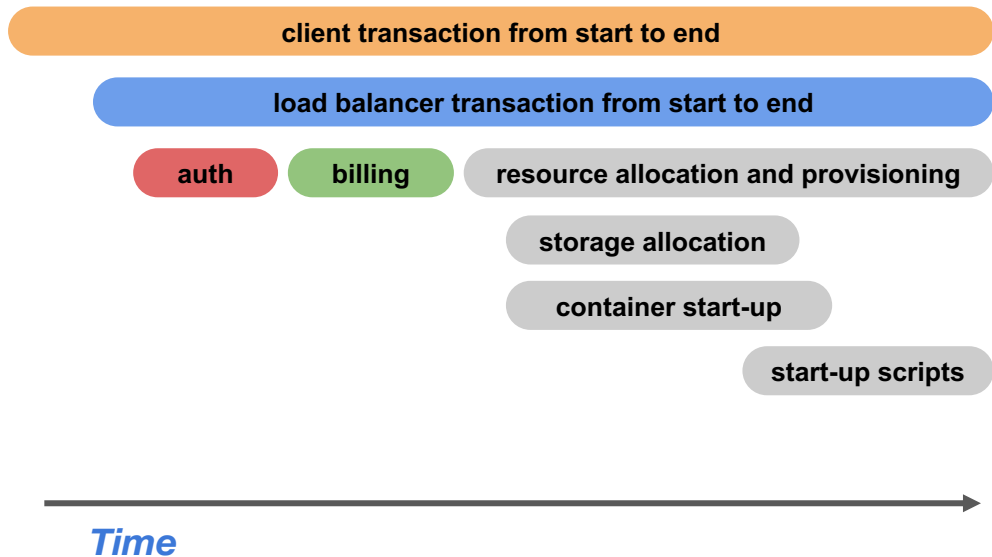 client transaction from start to end
load balancer transaction from start to end
auth
billing
resource allocation and provisioning
storage allocation
container start-up
start-up scripts
Time